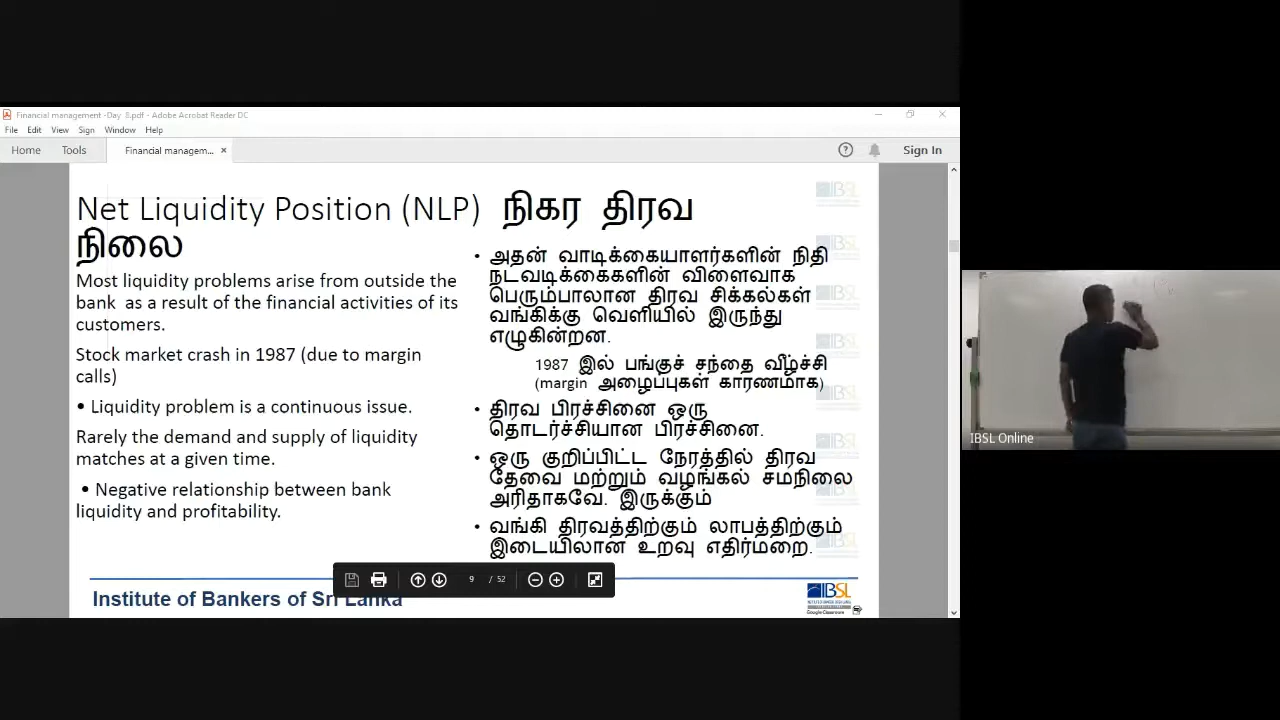 Financial management -Day 8.pdf - Adobe Acrobat Reader DC
File Edit View Sign Window Help
Home Tools Financial managem... × Sign In
Net Liquidity Position (NLP) நிகர திரவ
நிலை
Most liquidity problems arise from outside the
bank as a result of the financial activities of its
customers.
Stock market crash in 1987 (due to margin
calls)
• Liquidity problem is a continuous issue.
Rarely the demand and supply of liquidity
matches at a given time.
• Negative relationship between bank
liquidity and profitability.
• அதன் வாடிக்கையாளர்களின் நிதி
நடவடிக்கைகளின் விளைவாக
பெரும்பாலான திரவ சிக்கல்கள்
வங்கிக்கு வெளியில் இருந்து
எழுகின்றன.
1987 இல் பங்குச் சந்தை வீழ்ச்சி
(margin அழைப்புகள் காரணமாக)
• திரவ பிரச்சினை ஒரு
தொடர்ச்சியான பிரச்சினை.
• ஒரு குறிப்பிட்ட நேரத்தில் திரவ
தேவை மற்றும் வழங்கல் சமநிலை
அரிதாகவே. இருக்கும்
• வங்கி திரவத்திற்கும் லாபத்திற்கும்
இடையிலான உறவு எதிர்மறை.
9 / 52
Institute of Bankers of Sri Lanka
IBSL
Google Classroom
IBSL Online